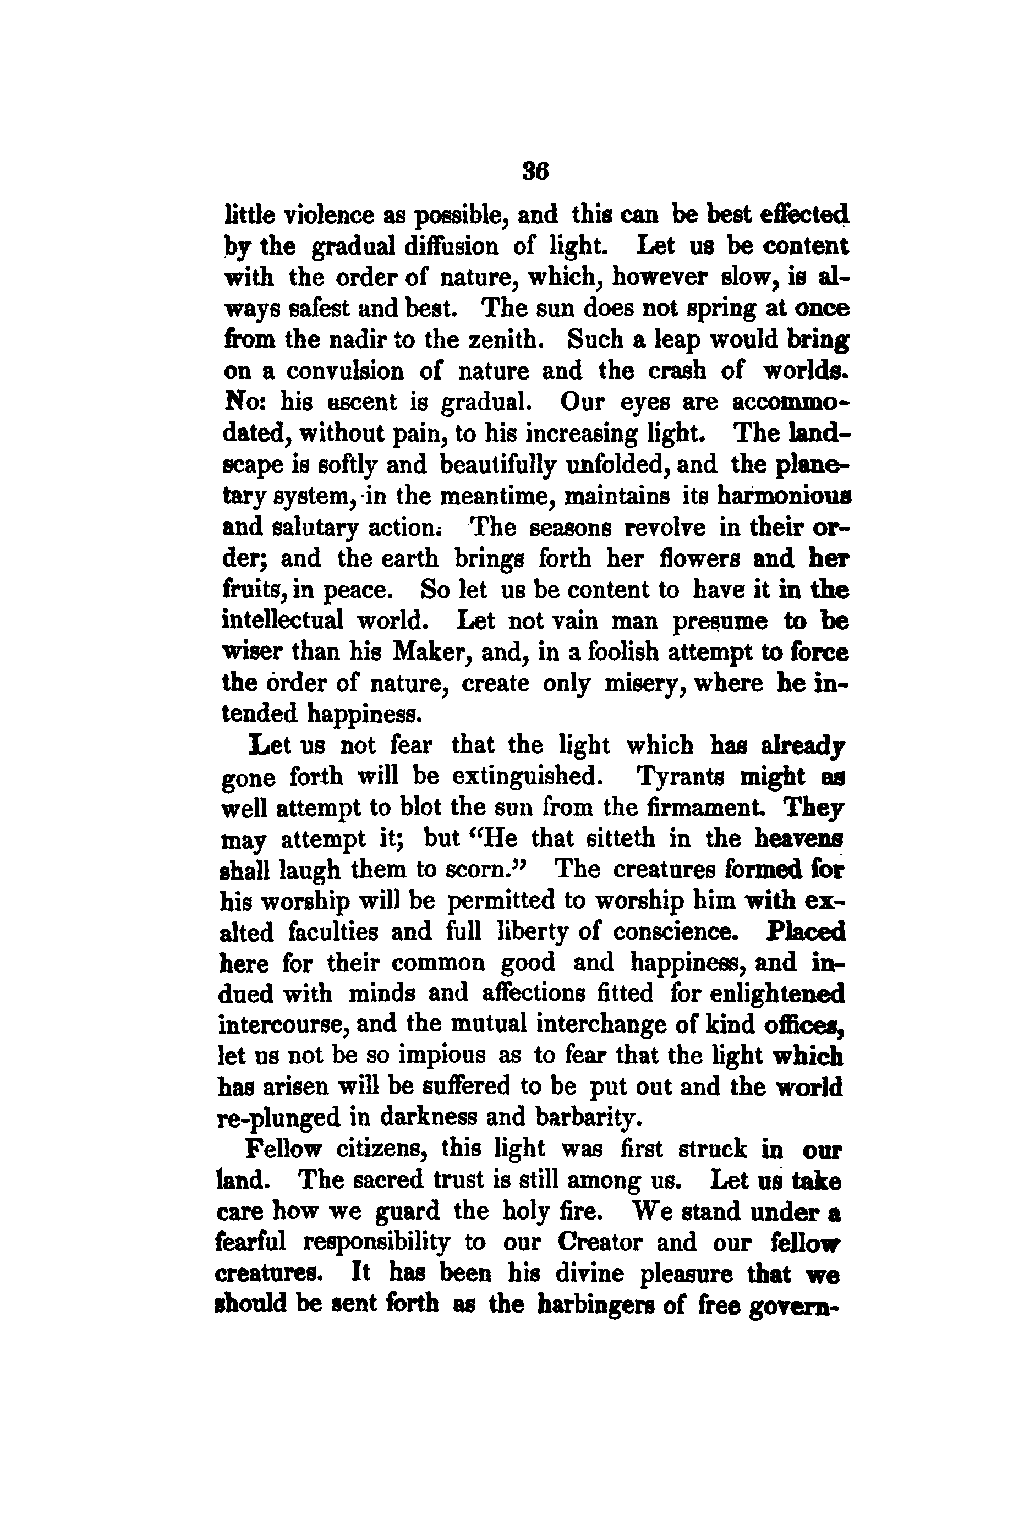 36
little violence as possible, and this can be best effected
by the gradual diffusion of light. Let us be content
with the order of nature, which, however slow, is al-
ways safest and best. The sun does not spring at once
from the nadir to the zenith. Such a leap would bring
on a convulsion of nature and the crash of worlds.
No: his ascent is gradual. Our eyes are accommo-
dated, without pain, to his increasing light. The land-
scape is softly and beautifully unfolded, and the plane-
tary system, in the meantime, maintains its harmonious
and salutary action. The seasons revolve in their or-
der; and the earth brings forth her flowers and her
fruits, in peace. So let us be content to have it in the
intellectual world. Let not vain man presume to be
wiser than his Maker, and, in a foolish attempt to force
the order of nature, create only misery, where he in-
tended happiness.
Let us not fear that the light which has already
gone forth will be extinguished. Tyrants might as
well attempt to blot the sun from the firmament. They
may attempt it; but “He that sitteth in the heavens
shall laugh them to scorn.” The creatures formed for
his worship will be permitted to worship him with ex-
alted faculties and full liberty of conscience. Placed
here for their common good and happiness, and in-
dued with minds and affections fitted for enlightened
intercourse, and the mutual interchange of kind offices,
let us not be so impious as to fear that the light which
has arisen will be suffered to be put out and the world
re-plunged in darkness and barbarity.
Fellow citizens, this light was first struck in our
land. The sacred trust is still among us. Let us take
care how we guard the holy fire. We stand under a
fearful responsibility to our Creator and our fellow
creatures. It has been his divine pleasure that we
should be sent forth as the harbingers of free govern-